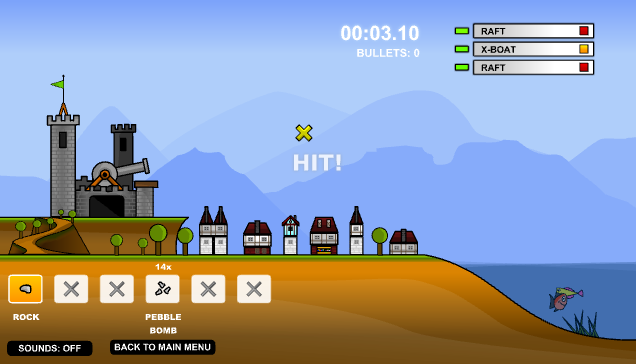 00:03.10
BULLETS: 0
RAFT
X-BOAT
RAFT
HIT!
14x
ROCK
PEBBLE
BOMB
SOUNDS: OFF
BACK TO MAIN MENU